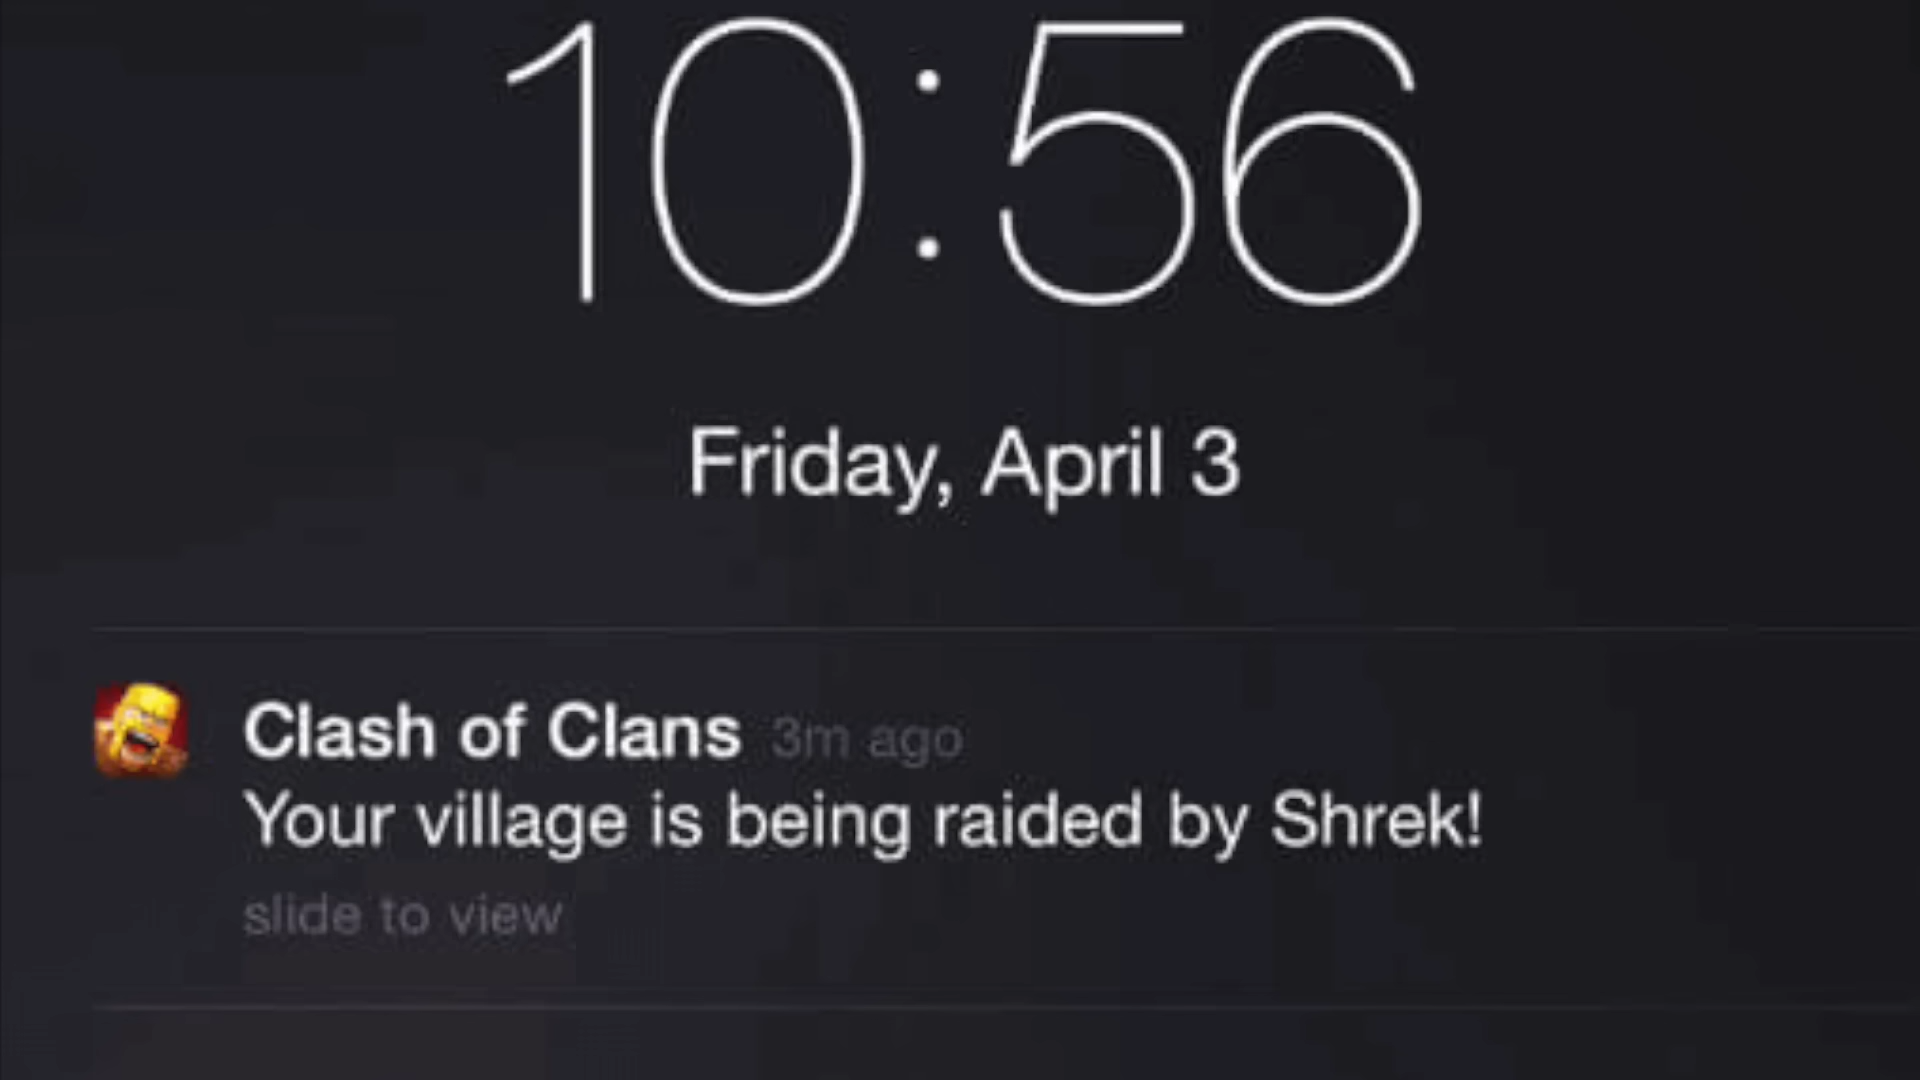 10:56
Friday, April 3
Clash of Clans 3m ago
Your village is being raided by Shrek!
slide to view